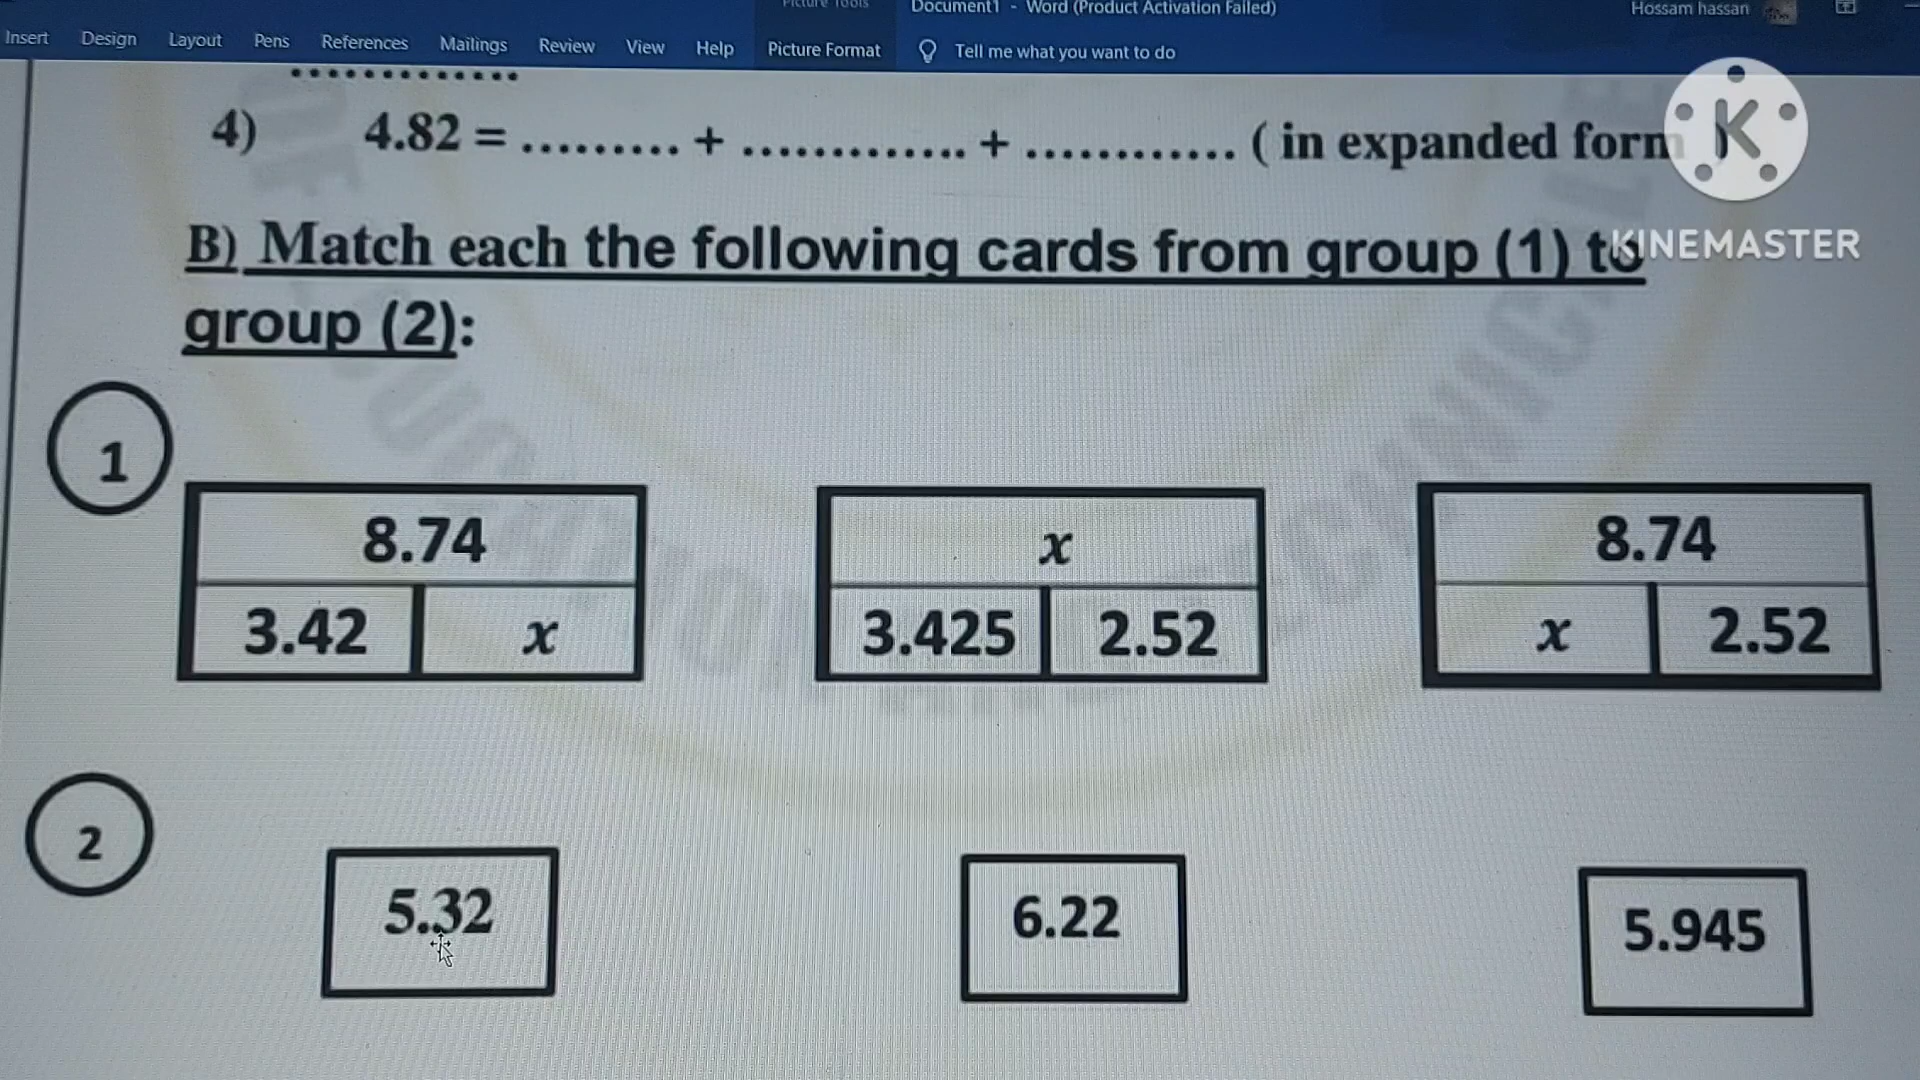 Picture Tools Document1 - Word (Product Activation Failed) Hossam hassan
Insert Design Layout Pens References Mailings Review View Help Picture Format Tell me what you want to do
.............
4) 4.82 = ......... + ............. + ............ ( in expanded form )
KINEMASTER
B) Match each the following cards from group (1) to
group (2):
1
8.74
3.42 x
x
3.425 2.52
8.74
x 2.52
2
5.32
6.22
5.945